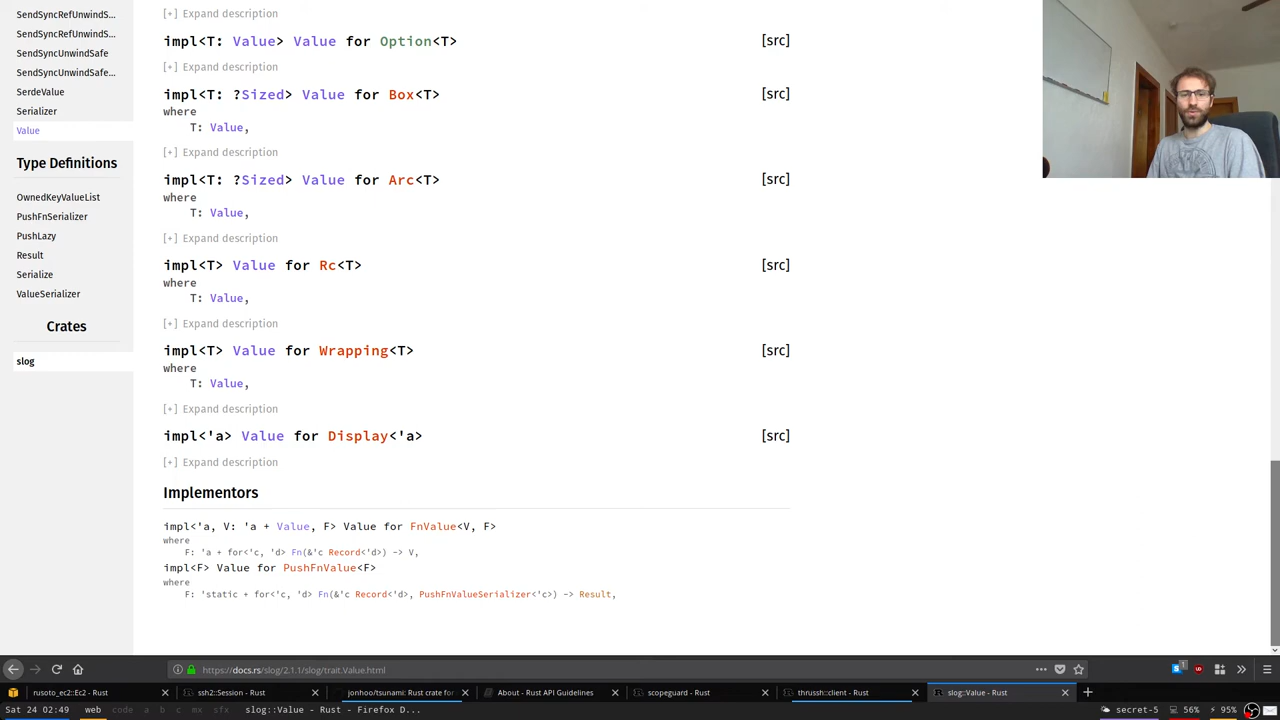 SendSyncRefUnwindS...
SendSyncRefUnwindS...
SendSyncUnwindSafe
SendSyncUnwindSafe...
SerdeValue
Serializer
Value
Type Definitions
OwnedKeyValueList
PushFnSerializer
PushLazy
Result
Serialize
ValueSerializer
Crates
slog
[+] Expand description
impl<T: Value> Value for Option<T> [src]
[+] Expand description
impl<T: ?Sized> Value for Box<T> [src]
where
T: Value,
[+] Expand description
impl<T: ?Sized> Value for Arc<T> [src]
where
T: Value,
[+] Expand description
impl<T> Value for Rc<T> [src]
where
T: Value,
[+] Expand description
impl<T> Value for Wrapping<T> [src]
where
T: Value,
[+] Expand description
impl<'a> Value for Display<'a> [src]
[+] Expand description
Implementors
impl<'a, V: 'a + Value, F> Value for FnValue<V, F>
where
F: 'a + for<'c, 'd> Fn(&'c Record<'d>) -> V,
impl<F> Value for PushFnValue<F>
where
F: 'static + for<'c, 'd> Fn(&'c Record<'d>, PushFnValueSerializer<'c>) -> Result,
https://docs.rs/slog/2.1.1/slog/trait.Value.html
rusoto_ec2::Ec2 - Rust ssh2::Session - Rust jonhoo/tsunami: Rust crate for About - Rust API Guidelines scopeguard - Rust thrussh::client - Rust slog::Value - Rust
Sat 24 02:49 web code a b c mx sfx slog::Value - Rust - Firefox D... secret-5 56% 95%